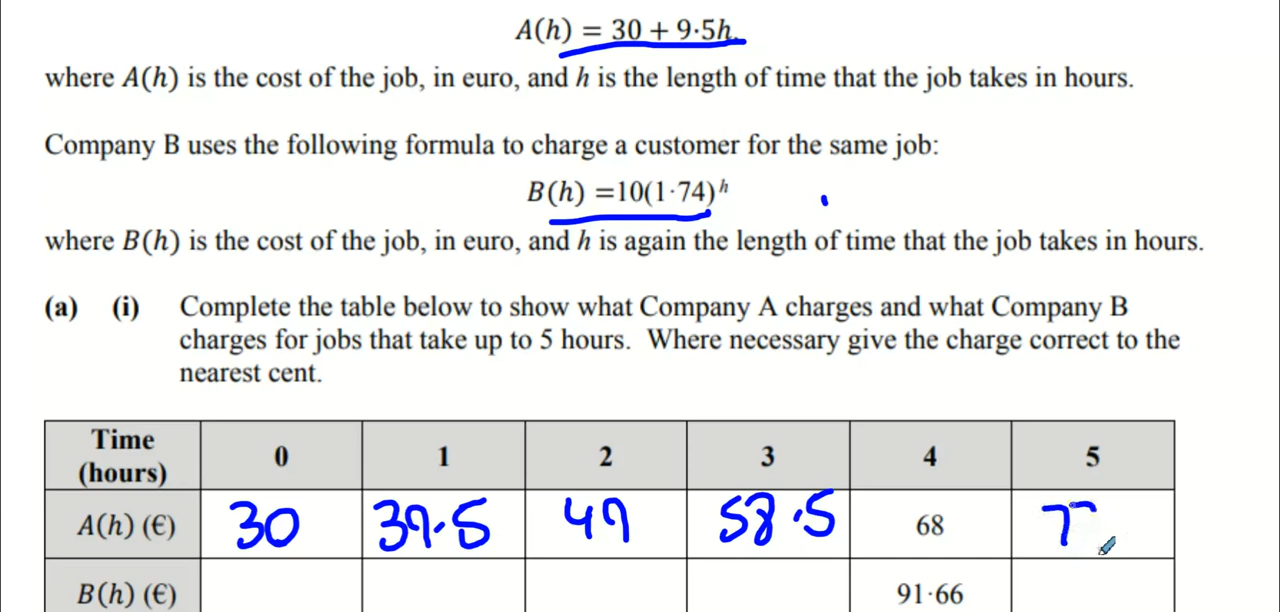 A(h) = 30 + 9·5h.
where A(h) is the cost of the job, in euro, and h is the length of time that the job takes in hours.
Company B uses the following formula to charge a customer for the same job:
B(h) =10(1·74)ʰ
where B(h) is the cost of the job, in euro, and h is again the length of time that the job takes in hours.
(a) (i) Complete the table below to show what Company A charges and what Company B
charges for jobs that take up to 5 hours. Where necessary give the charge correct to the
nearest cent.
Time
(hours) 0 1 2 3 4 5
A(h) (€) 30 39.5 49 58.5 68 7
B(h) (€) 91·66